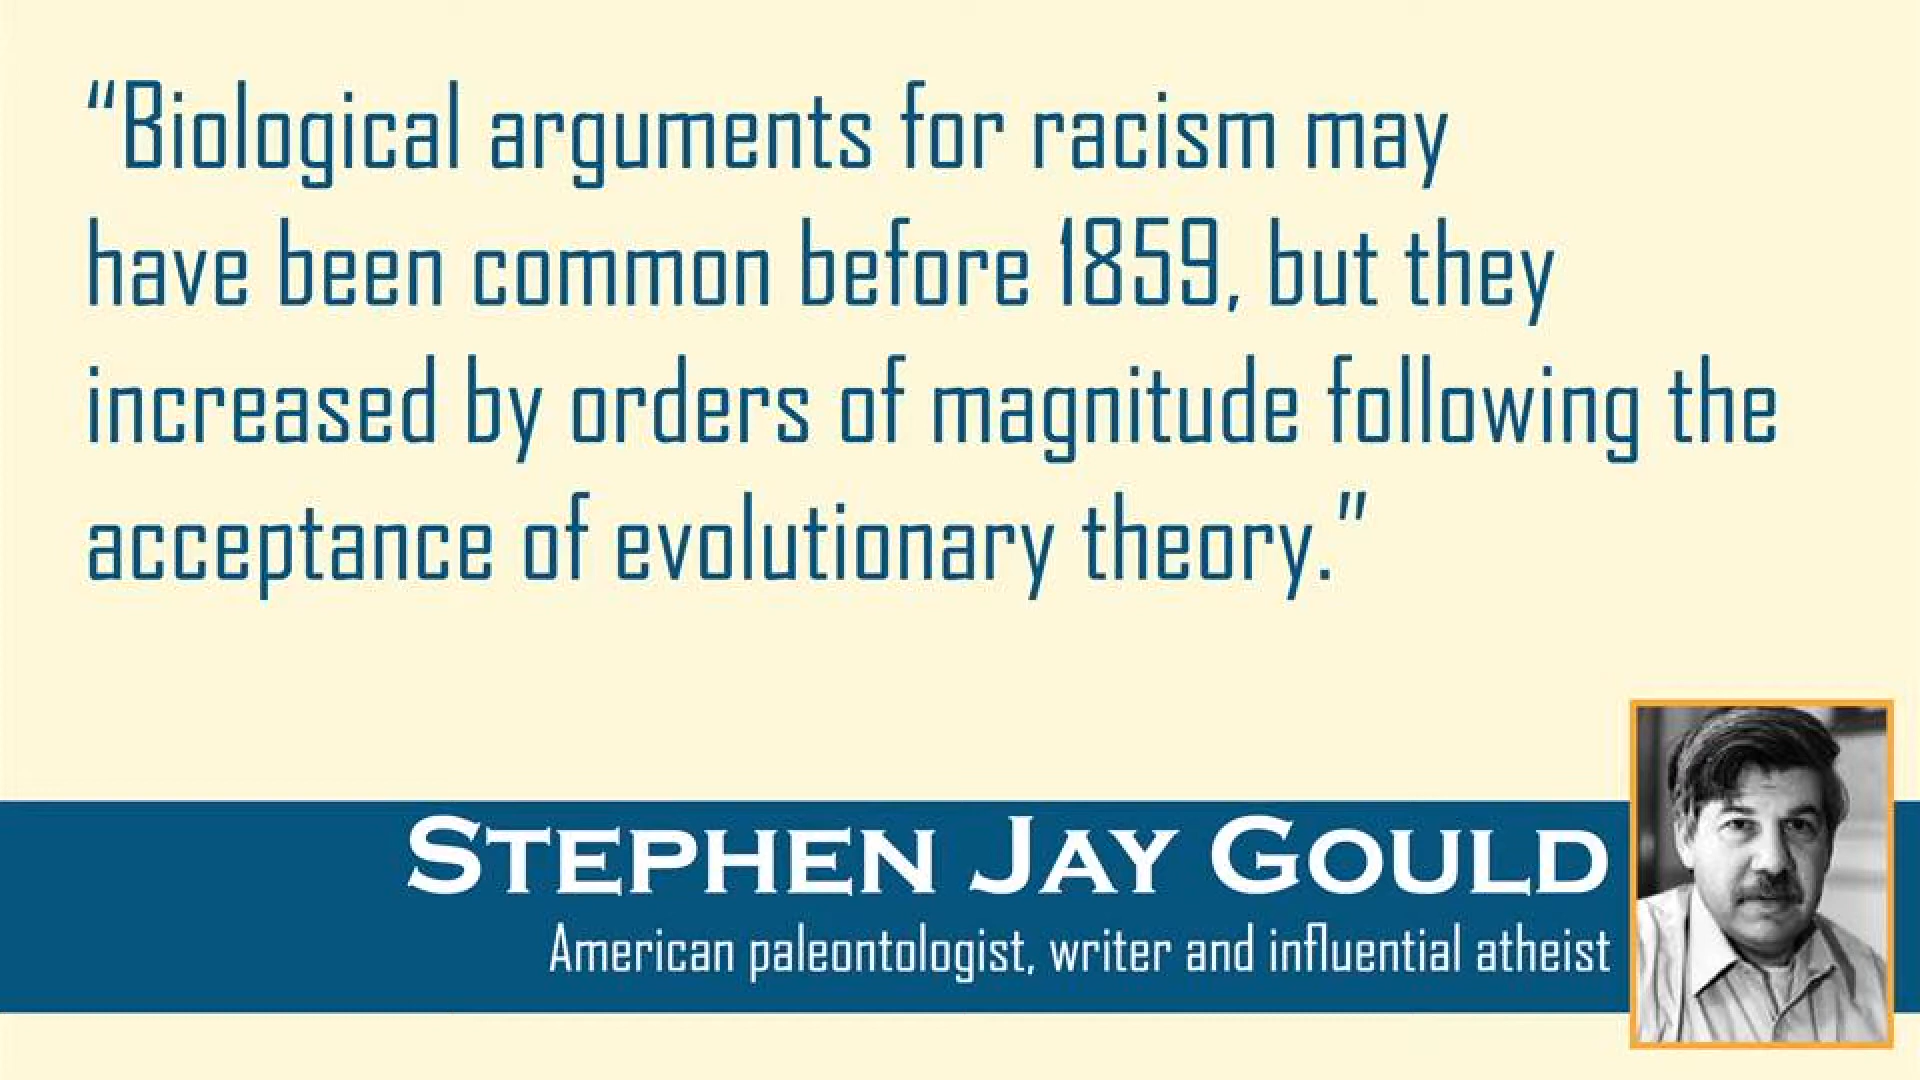 “Biological arguments for racism may
have been common before 1859, but they
increased by orders of magnitude following the
acceptance of evolutionary theory.”
STEPHEN JAY GOULD
American paleontologist, writer and influential atheist